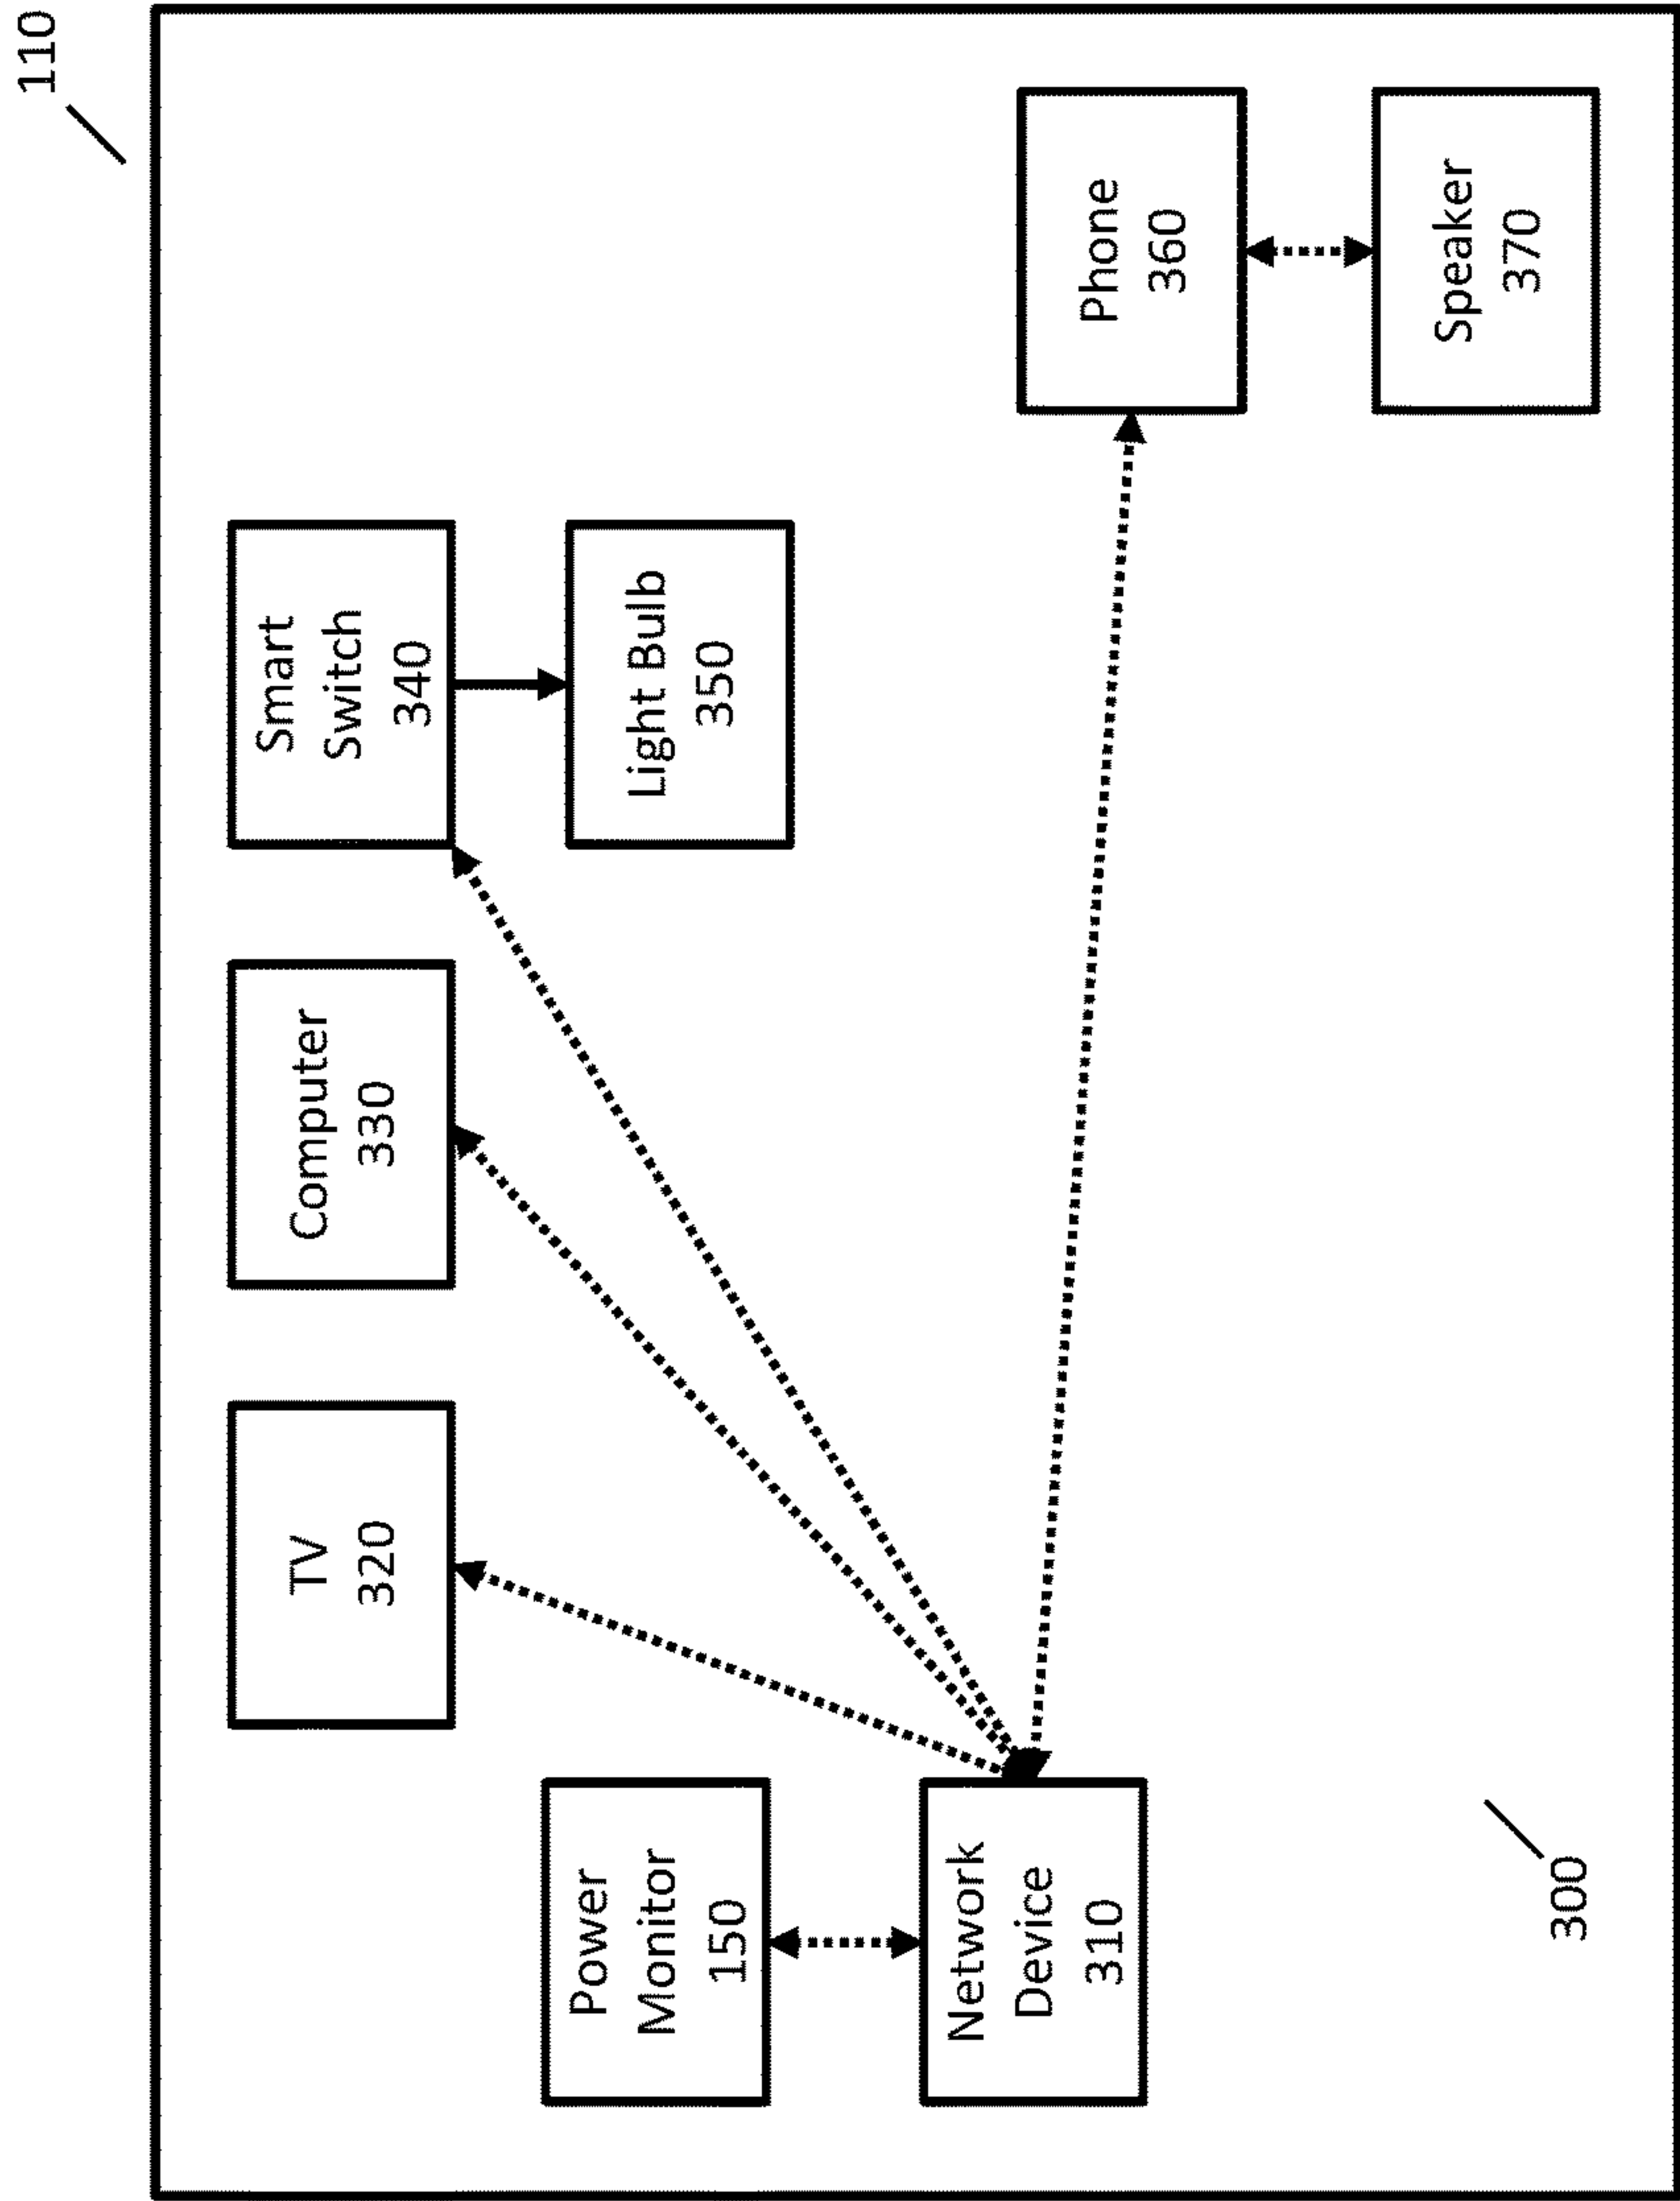 110
TV
320
Computer
330
Smart
Switch
340
Power
Monitor
150
Light Bulb
350
Network
Device
310
Phone
360
Speaker
370
300